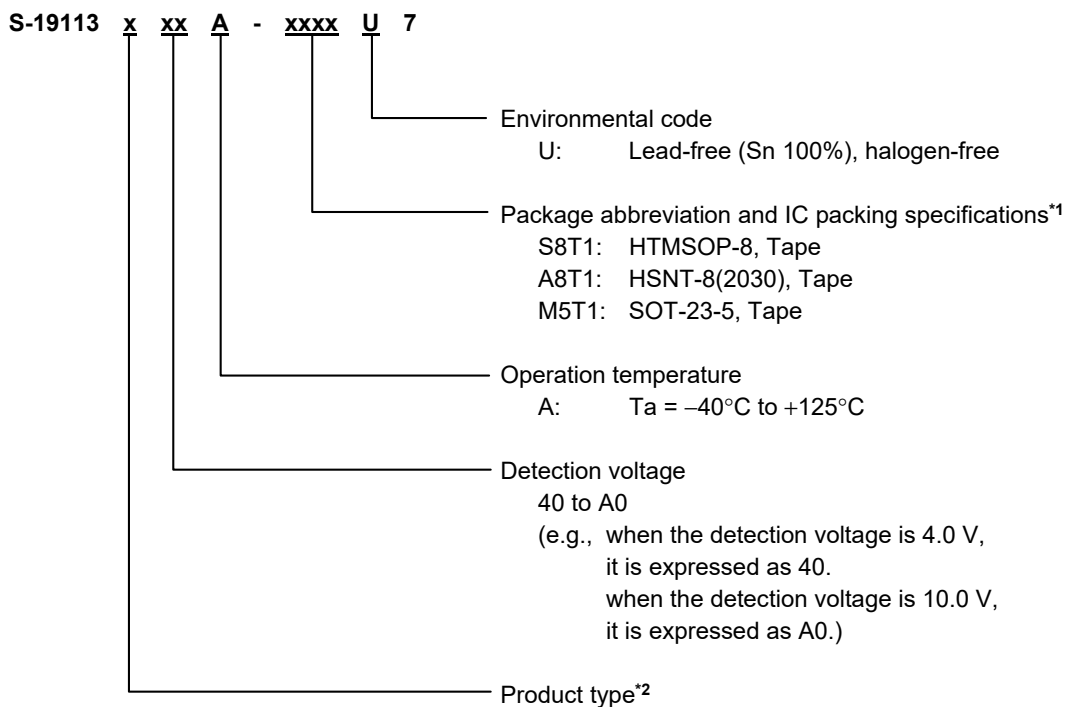 S-19113 x xx A - xxxx U 7
Environmental code
U: Lead-free (Sn 100%), halogen-free
Package abbreviation and IC packing specifications*1
S8T1: HTMSOP-8, Tape
A8T1: HSNT-8(2030), Tape
M5T1: SOT-23-5, Tape
Operation temperature
A: Ta = −40°C to +125°C
Detection voltage
40 to A0
(e.g., when the detection voltage is 4.0 V,
it is expressed as 40.
when the detection voltage is 10.0 V,
it is expressed as A0.)
Product type*2